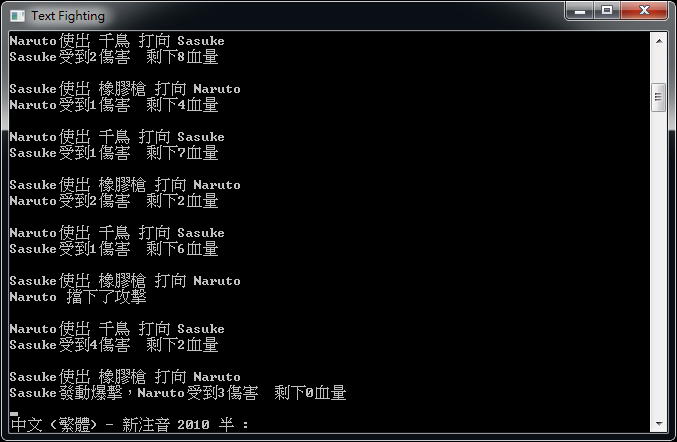 Text Fighting
Naruto使出 千鳥 打向 Sasuke
Sasuke受到2傷害 剩下8血量
Sasuke使出 橡膠槍 打向 Naruto
Naruto受到1傷害 剩下4血量
Naruto使出 千鳥 打向 Sasuke
Sasuke受到1傷害 剩下7血量
Sasuke使出 橡膠槍 打向 Naruto
Naruto受到2傷害 剩下2血量
Naruto使出 千鳥 打向 Sasuke
Sasuke受到1傷害 剩下6血量
Sasuke使出 橡膠槍 打向 Naruto
Naruto 擋下了攻擊
Naruto使出 千鳥 打向 Sasuke
Sasuke受到4傷害 剩下2血量
Sasuke使出 橡膠槍 打向 Naruto
Sasuke發動爆擊，Naruto受到3傷害 剩下0血量
中文 (繁體) - 新注音 2010 半 :